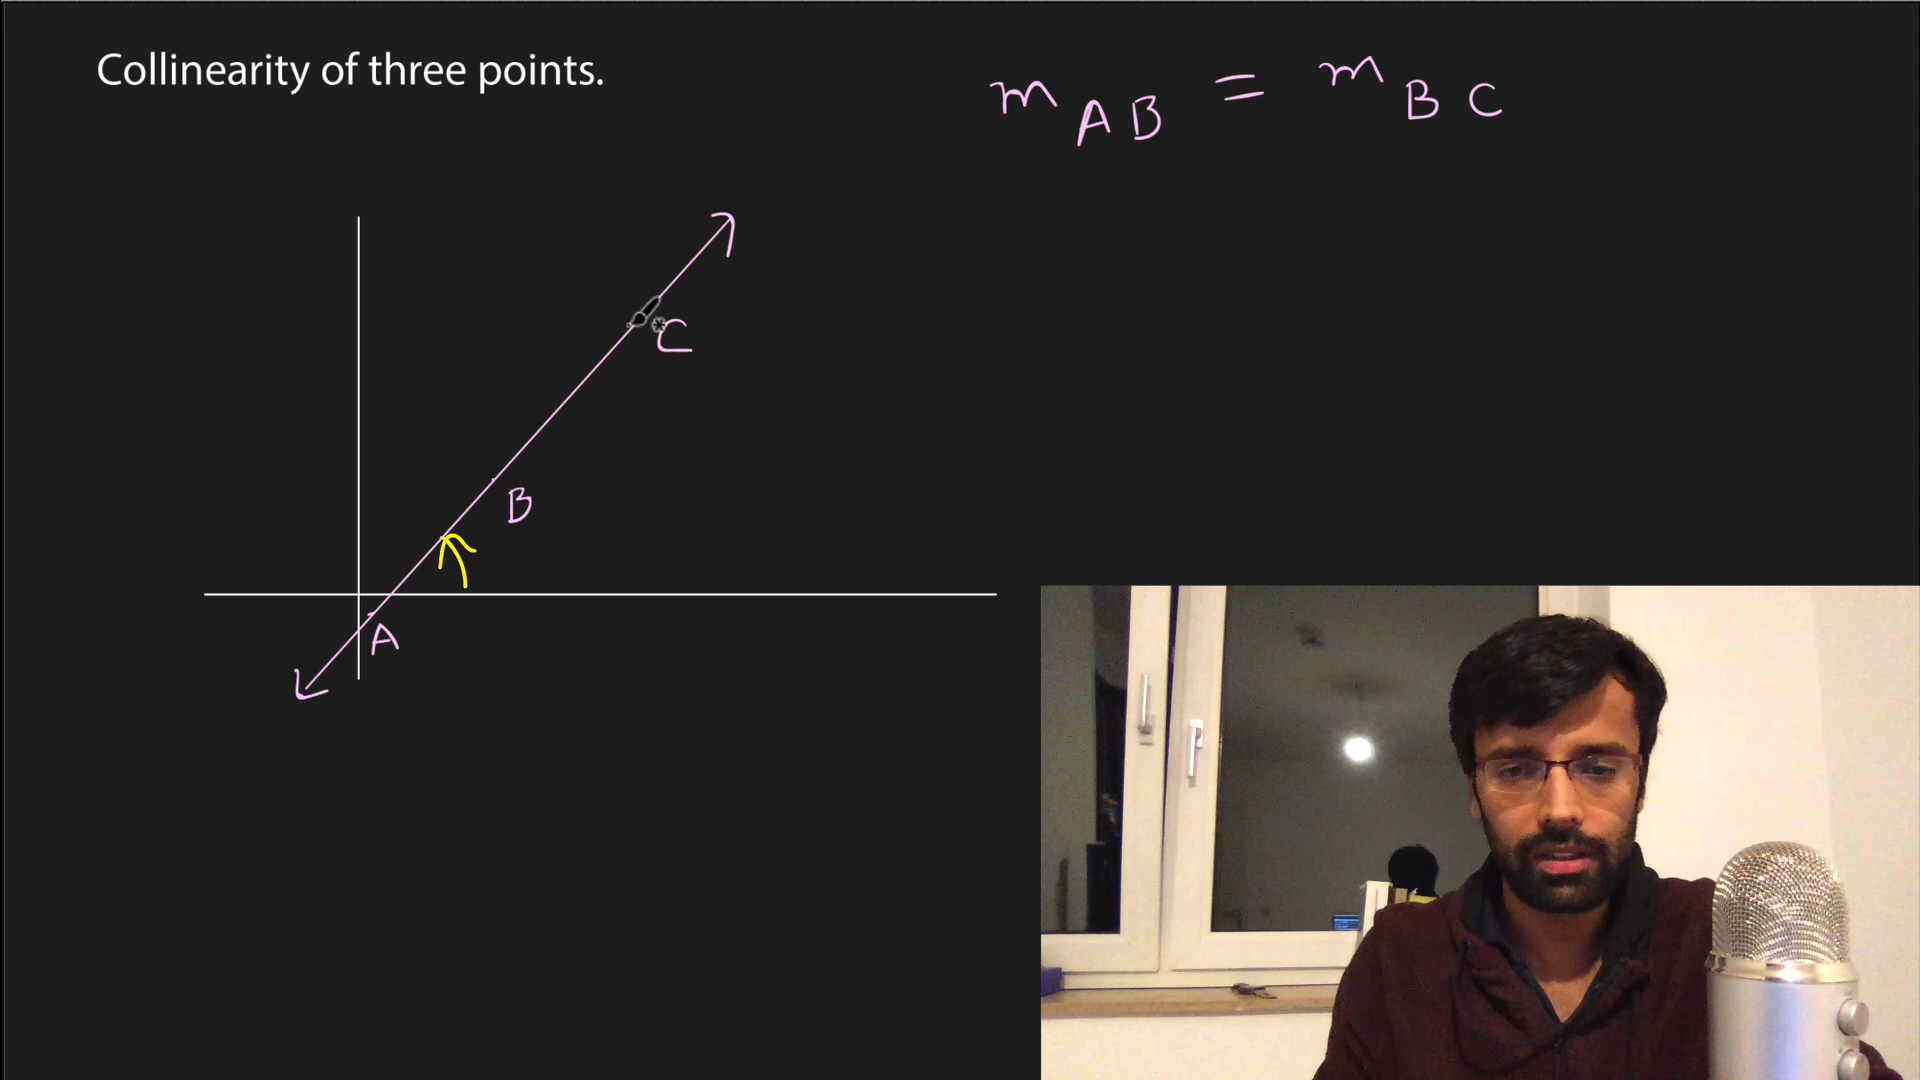 Collinearity of three points.
m AB = m BC
C
B
A